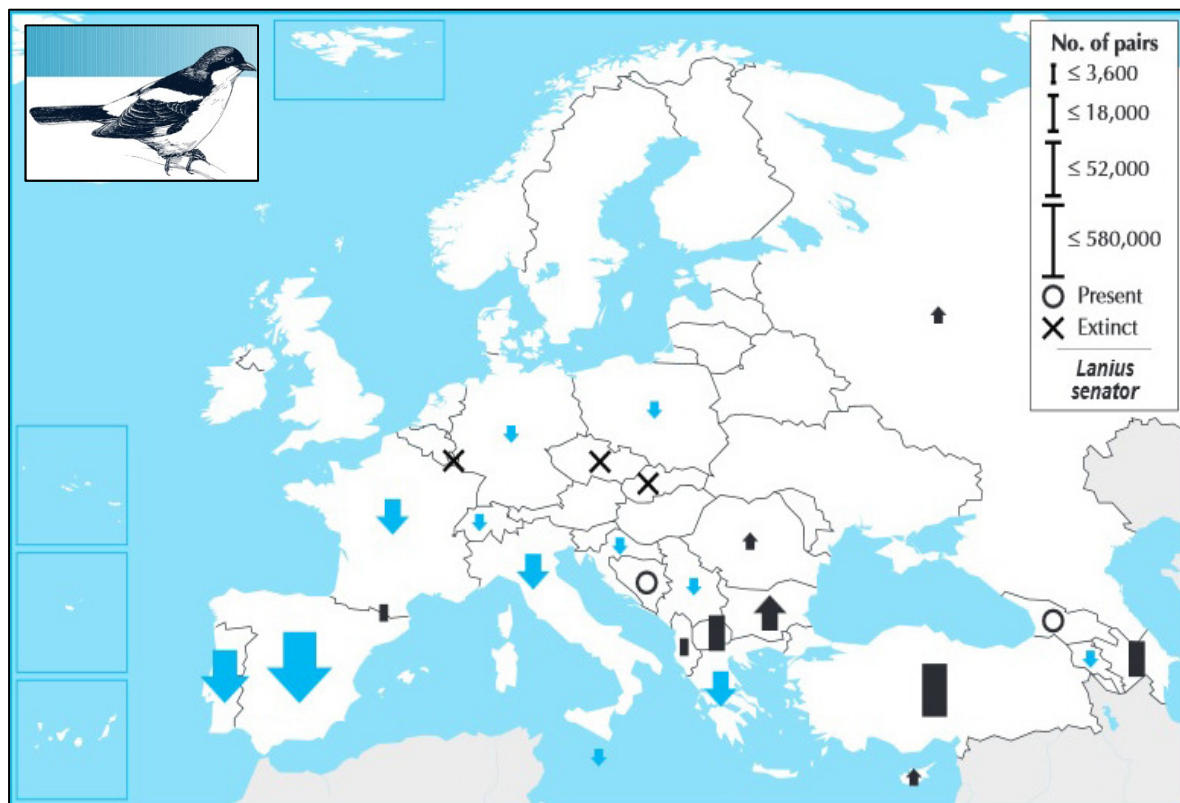 No. of pairs
≤ 3,600
≤ 18,000
≤ 52,000
≤ 580,000
Present
Extinct
Lanius
senator